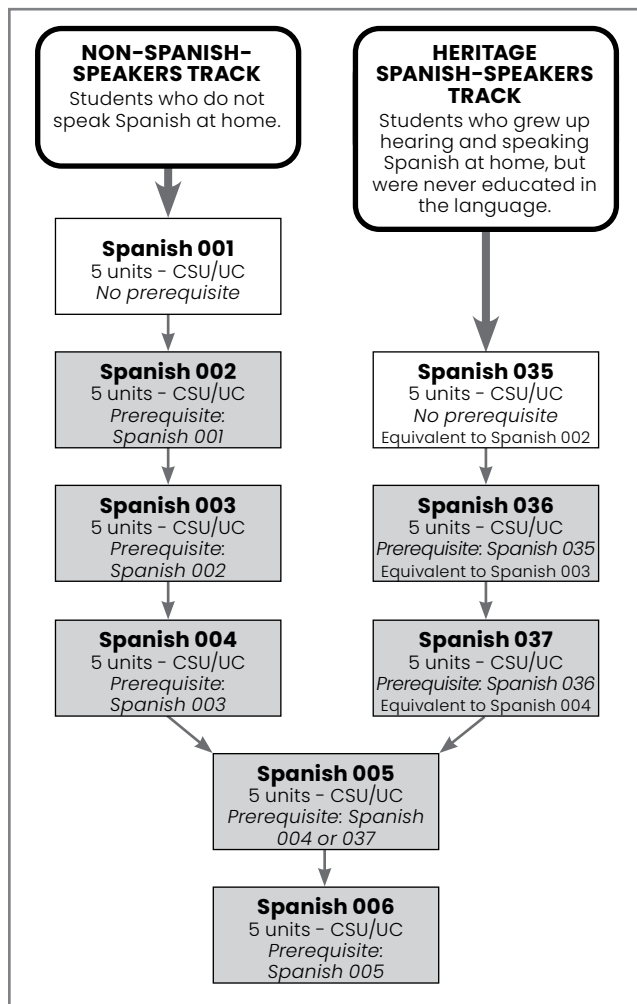 NON-SPANISH-
SPEAKERS TRACK
Students who do not
speak Spanish at home.
HERITAGE
SPANISH-SPEAKERS
TRACK
Students who grew up
hearing and speaking
Spanish at home, but
were never educated in
the language.
Spanish 001
5 units - CSU/UC
No prerequisite
Spanish 002
5 units - CSU/UC
Prerequisite:
Spanish 001
Spanish 035
5 units - CSU/UC
No prerequisite
Equivalent to Spanish 002
Spanish 003
5 units - CSU/UC
Prerequisite:
Spanish 002
Spanish 036
5 units - CSU/UC
Prerequisite: Spanish 035
Equivalent to Spanish 003
Spanish 004
5 units - CSU/UC
Prerequisite:
Spanish 003
Spanish 037
5 units - CSU/UC
Prerequisite: Spanish 036
Equivalent to Spanish 004
Spanish 005
5 units - CSU/UC
Prerequisite: Spanish
004 or 037
Spanish 006
5 units - CSU/UC
Prerequisite:
Spanish 005